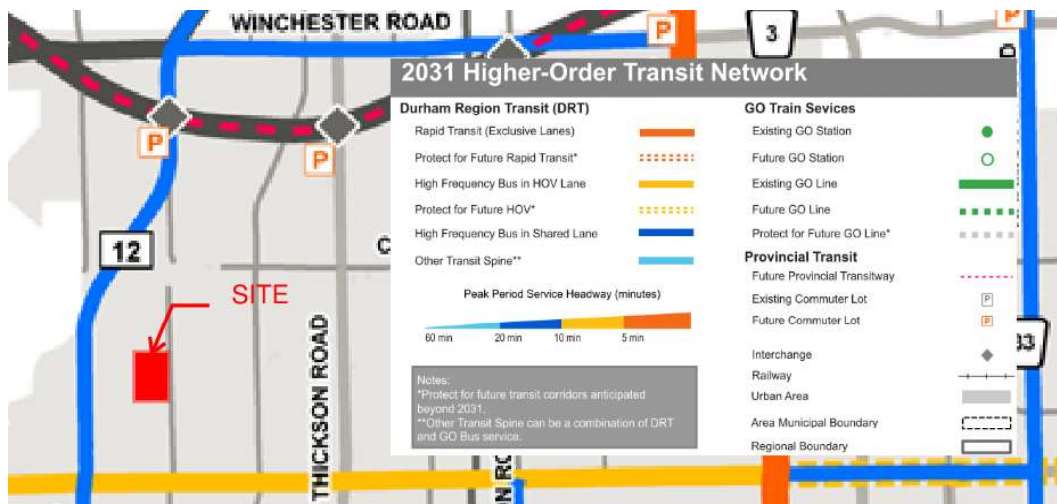 WINCHESTER ROAD
P
P
3
2031 Higher-Order Transit Network
Durham Region Transit (DRT)
Rapid Transit (Exclusive Lanes)
Protect for Future Rapid Transit*
High Frequency Bus in HOV Lane
Protect for Future HOV*
High Frequency Bus in Shared Lane
Other Transit Spine**
Peak Period Service Headway (minutes)
60 min 20 min 10 min 5 min
Notes:
*Protect for future transit corridors anticipated
beyond 2031.
**Other Transit Spine can be a combination of DRT
and GO Bus service.
GO Train Sevices
Existing GO Station
Future GO Station
Existing GO Line
Future GO Line
Protect for Future GO Line*
Provincial Transit
Future Provincial Transitway
Existing Commuter Lot
P
Future Commuter Lot
P
Interchange
Railway
Urban Area
Area Municipal Boundary
Regional Boundary
P
P
12
SITE
THICKSON ROAD